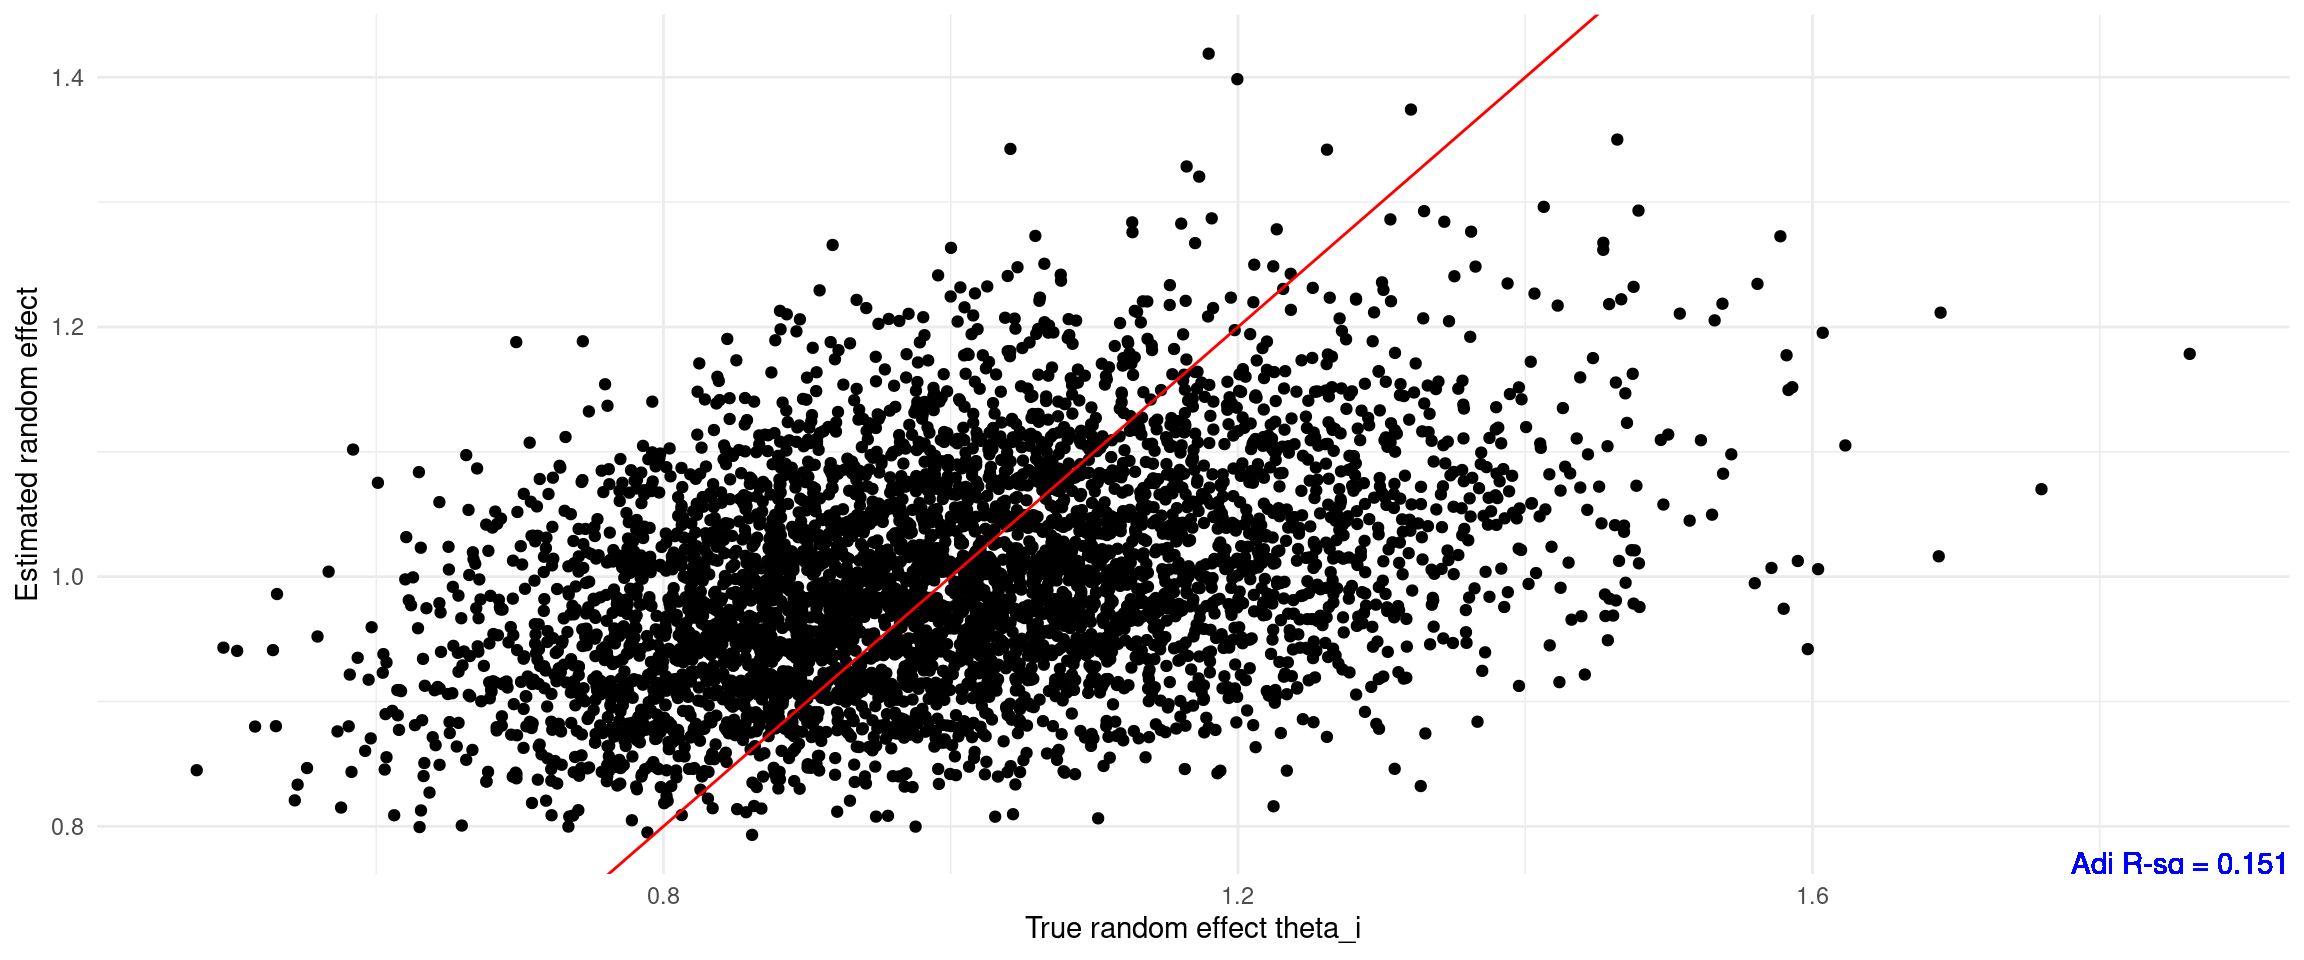 1.4
1.2
1.0
0.8
Estimated random effect
0.8
1.2
1.6
True random effect theta_i
Adj R-sq = 0.151